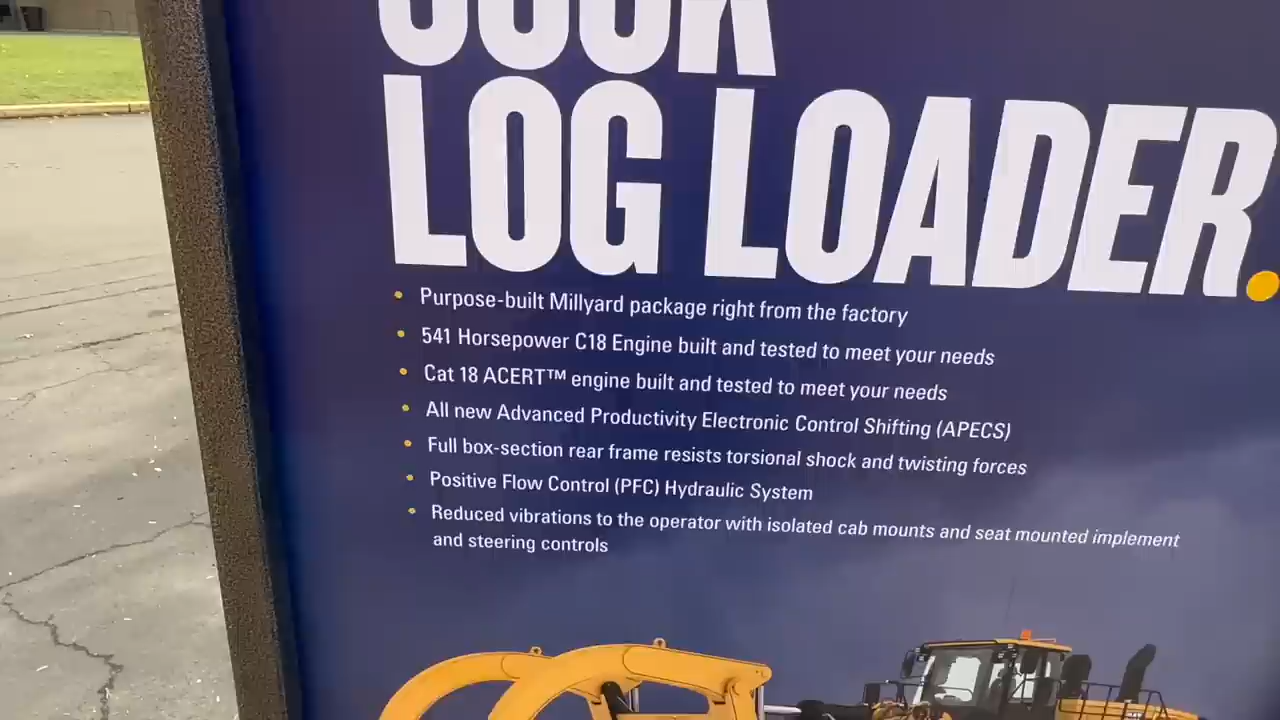 LOG LOADER.
• Purpose-built Millyard package right from the factory
• 541 Horsepower C18 Engine built and tested to meet your needs
• Cat 18 ACERT™ engine built and tested to meet your needs
• All new Advanced Productivity Electronic Control Shifting (APECS)
• Full box-section rear frame resists torsional shock and twisting forces
• Positive Flow Control (PFC) Hydraulic System
• Reduced vibrations to the operator with isolated cab mounts and seat mounted implement
and steering controls